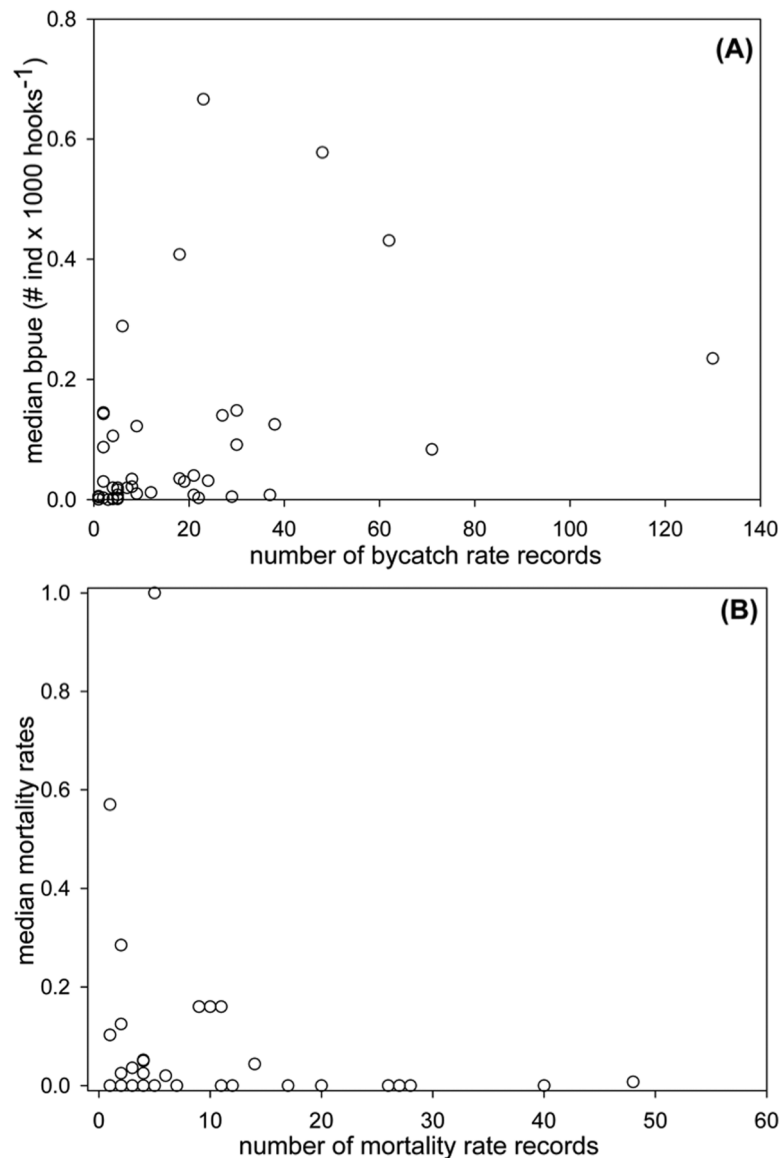 (A)
0.8
0.6
0.4
0.2
0.0
median bpue (# ind x 1000 hooks-1)
0 20 40 60 80 100 120 140
number of bycatch rate records
(B)
1.0
0.8
0.6
0.4
0.2
0.0
median mortality rates
0 10 20 30 40 50 60
number of mortality rate records